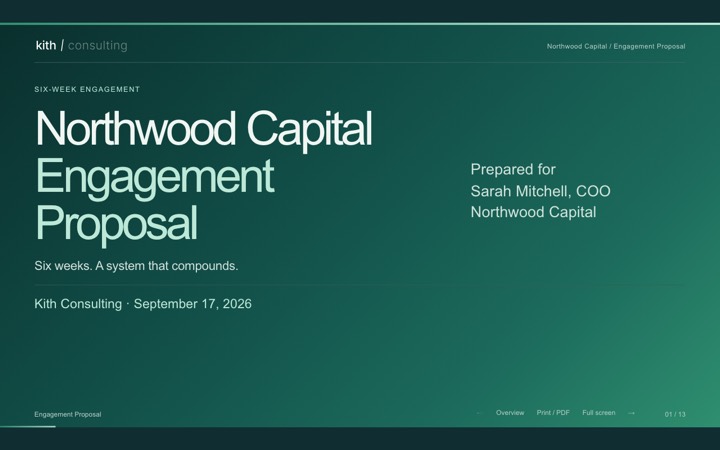 kith / consulting
Northwood Capital / Engagement Proposal
SIX-WEEK ENGAGEMENT
Northwood Capital
Engagement
Proposal
Prepared for
Sarah Mitchell, COO
Northwood Capital
Six weeks. A system that compounds.
Kith Consulting · September 17, 2026
Engagement Proposal
← Overview Print / PDF Full screen → 01 / 13